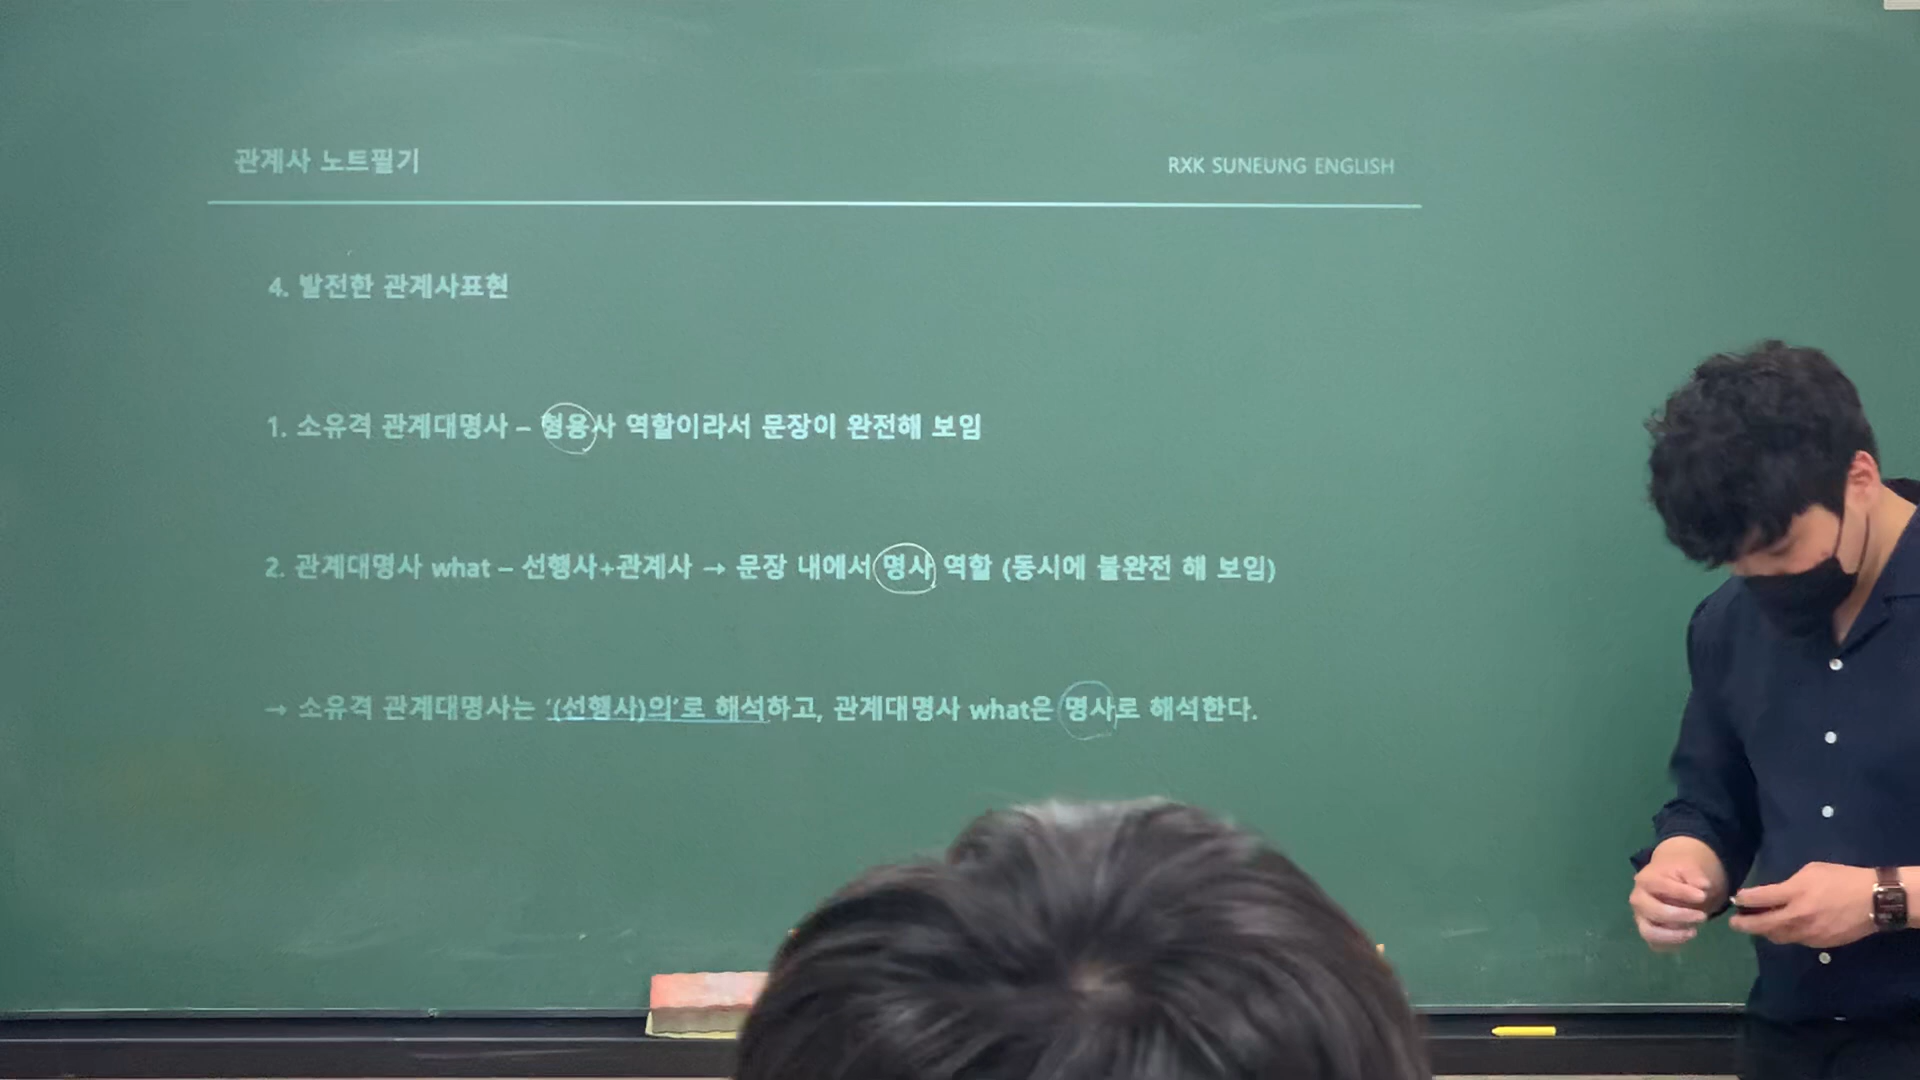 관계사 노트필기
RXK SUNEUNG ENGLISH
4. 발전한 관계사표현
1. 소유격 관계대명사 – 형용사 역할이라서 문장이 완전해 보임
2. 관계대명사 what – 선행사+관계사 → 문장 내에서 명사 역할 (동시에 불완전 해 보임)
→ 소유격 관계대명사는 '(선행사)의'로 해석하고, 관계대명사 what은 명사로 해석한다.